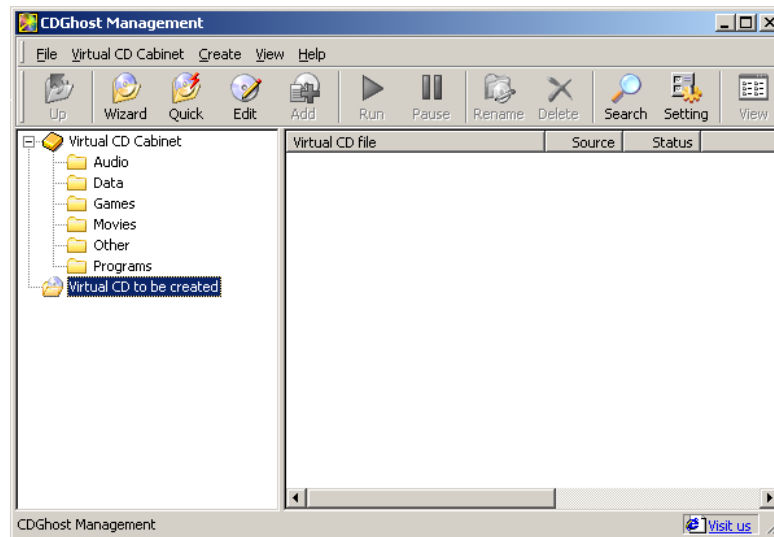 CDGhost Management
File Virtual CD Cabinet Create View Help
Up Wizard Quick Edit Add Run Pause Rename Delete Search Setting View
Virtual CD Cabinet
Audio
Data
Games
Movies
Other
Programs
Virtual CD to be created
Virtual CD file Source Status
CDGhost Management Visit us